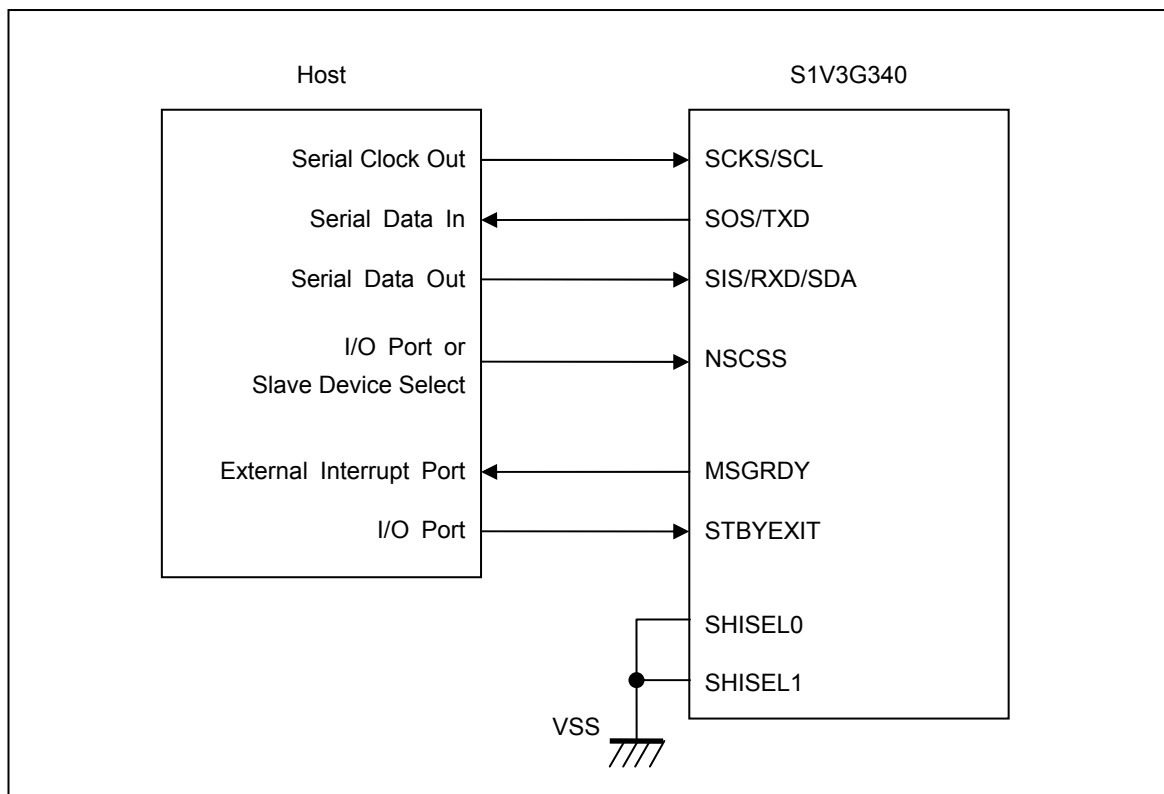 Host
S1V3G340
Serial Clock Out
SCKS/SCL
Serial Data In
SOS/TXD
Serial Data Out
SIS/RXD/SDA
I/O Port or
Slave Device Select
NSCSS
External Interrupt Port
MSGRDY
I/O Port
STBYEXIT
SHISEL0
SHISEL1
VSS